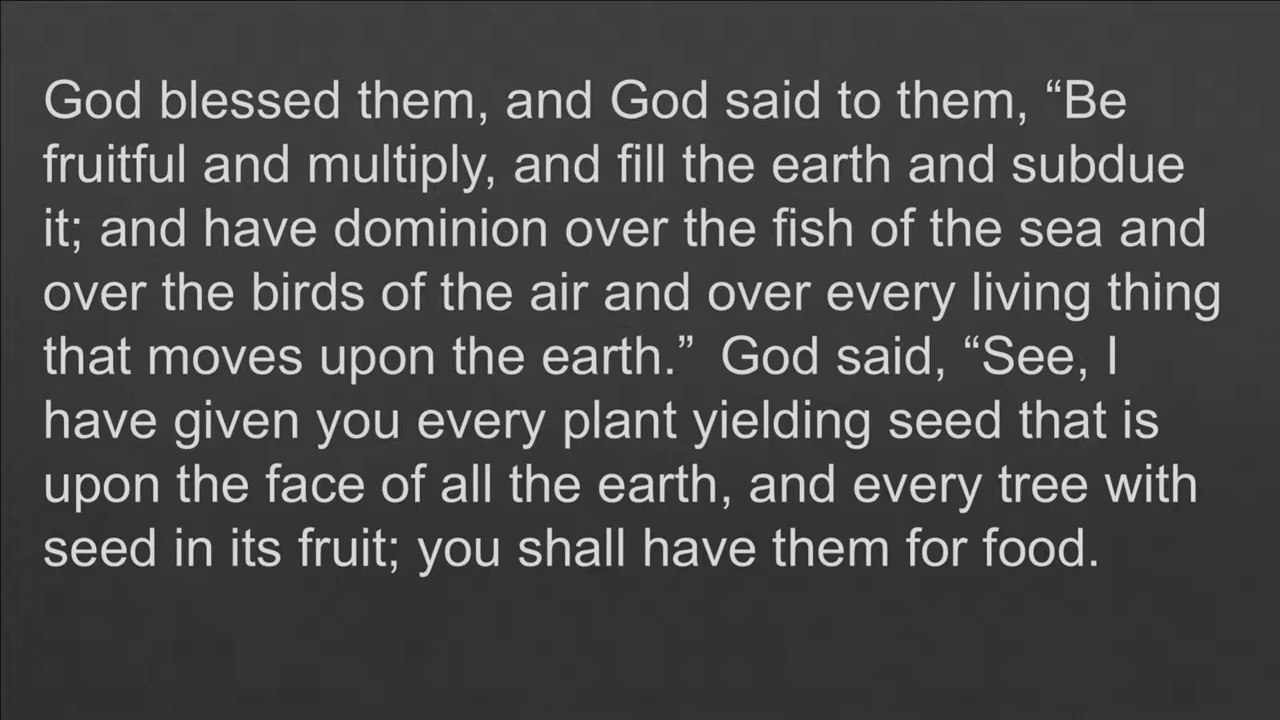 God blessed them, and God said to them, “Be
fruitful and multiply, and fill the earth and subdue
it; and have dominion over the fish of the sea and
over the birds of the air and over every living thing
that moves upon the earth.”  God said, “See, I
have given you every plant yielding seed that is
upon the face of all the earth, and every tree with
seed in its fruit; you shall have them for food.